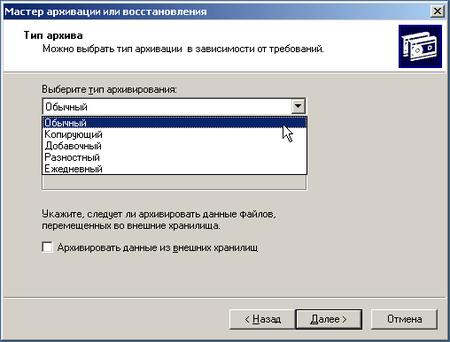 Мастер архивации или восстановления
Тип архива
Можно выбрать тип архивации в зависимости от требований.
Выберите тип архивирования:
Обычный
Обычный
Копирующий
Добавочный
Разностный
Ежедневный
Укажите, следует ли архивировать данные файлов,
перемещенных во внешние хранилища.
Архивировать данные из внешних хранилищ
< Назад
Далее >
Отмена